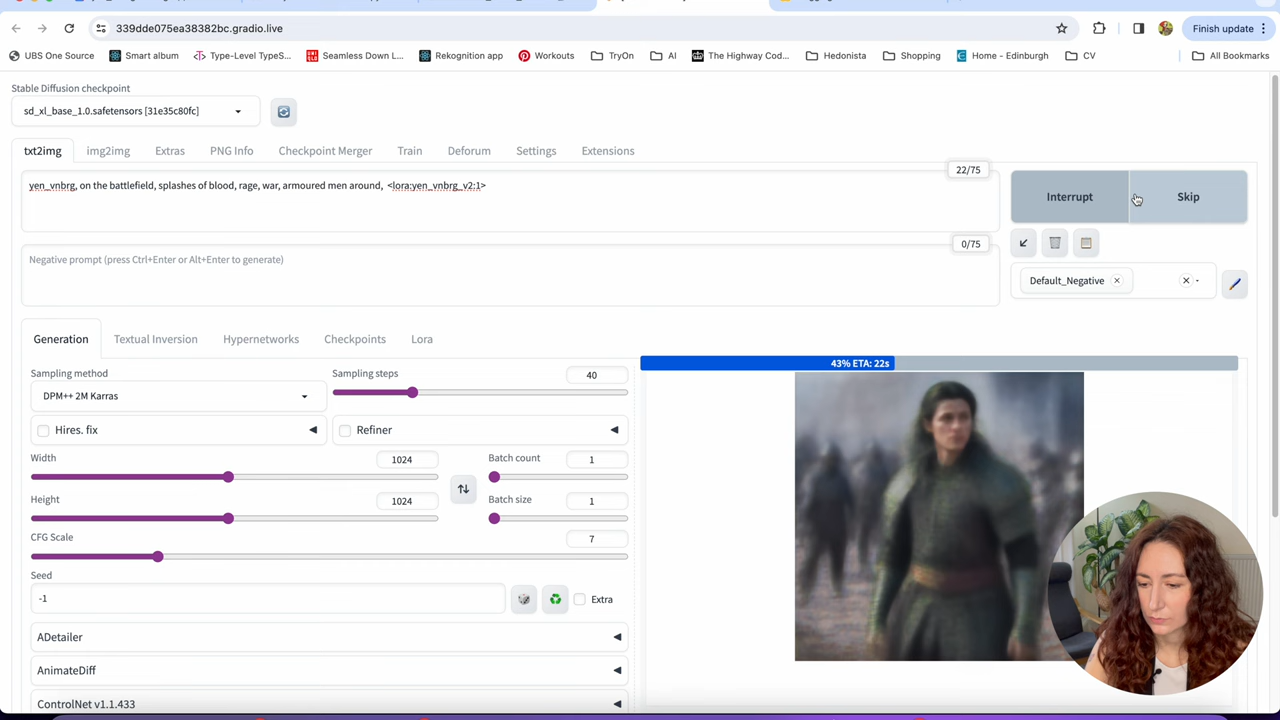 339dde075ea38382bc.gradio.live
Finish update
UBS One Source
Smart album
Type-Level TypeS...
Seamless Down L...
Rekognition app
Workouts
TryOn
AI
The Highway Cod...
Hedonista
Shopping
Home - Edinburgh
CV
All Bookmarks
Stable Diffusion checkpoint
sd_xl_base_1.0.safetensors [31e35c80fc]
txt2img
img2img
Extras
PNG Info
Checkpoint Merger
Train
Deforum
Settings
Extensions
22/75
yen_vnbrg, on the battlefield, splashes of blood, rage, war, armoured men around, <lora:yen_vnbrg_v2:1>
Interrupt
Skip
0/75
Negative prompt (press Ctrl+Enter or Alt+Enter to generate)
Default_Negative
Generation
Textual Inversion
Hypernetworks
Checkpoints
Lora
43% ETA: 22s
Sampling method
Sampling steps
40
DPM++ 2M Karras
Hires. fix
Refiner
Width
1024
Batch count
1
Height
1024
Batch size
1
CFG Scale
7
Seed
-1
Extra
ADetailer
AnimateDiff
ControlNet v1.1.433